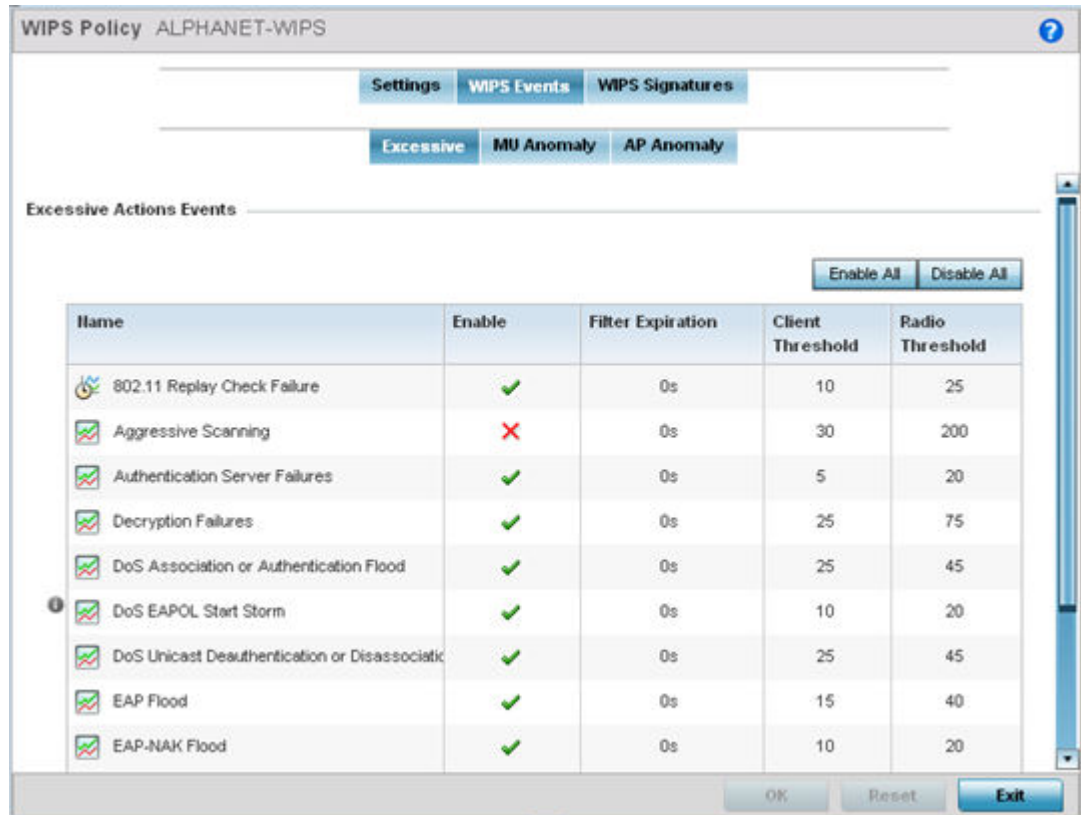 WIPS Policy ALPHANET-WIPS
?
Settings WIPS Events WIPS Signatures
Excessive MU Anomaly AP Anomaly
Excessive Actions Events
Enable All Disable All
Name Enable Filter Expiration Client Threshold Radio Threshold
802.11 Replay Check Failure 0s 10 25
Aggressive Scanning 0s 30 200
Authentication Server Failures 0s 5 20
Decryption Failures 0s 25 75
DoS Association or Authentication Flood 0s 25 45
DoS EAPOL Start Storm 0s 10 20
DoS Unicast Deauthentication or Disassociatic 0s 25 45
EAP Flood 0s 15 40
EAP-NAK Flood 0s 10 20
OK Reset Exit